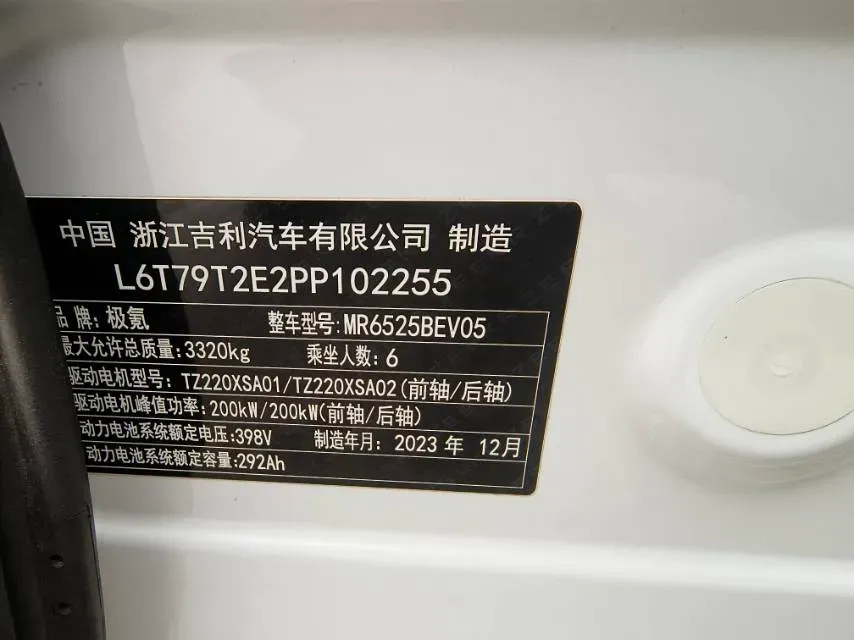 中国 浙江吉利汽车有限公司 制造
L6T79T2E2PP102255
品牌:极氪 整车型号:MR6525BEV05
最大允许总质量:3320kg 乘坐人数:6
驱动电机型号: TZ220XSA01/TZ220XSA02(前轴/后轴)
驱动电机峰值功率:200kW/200kW(前轴/后轴)
动力电池系统额定电压:398V 制造年月: 2023年 12月
动力电池系统额定容量:292Ah